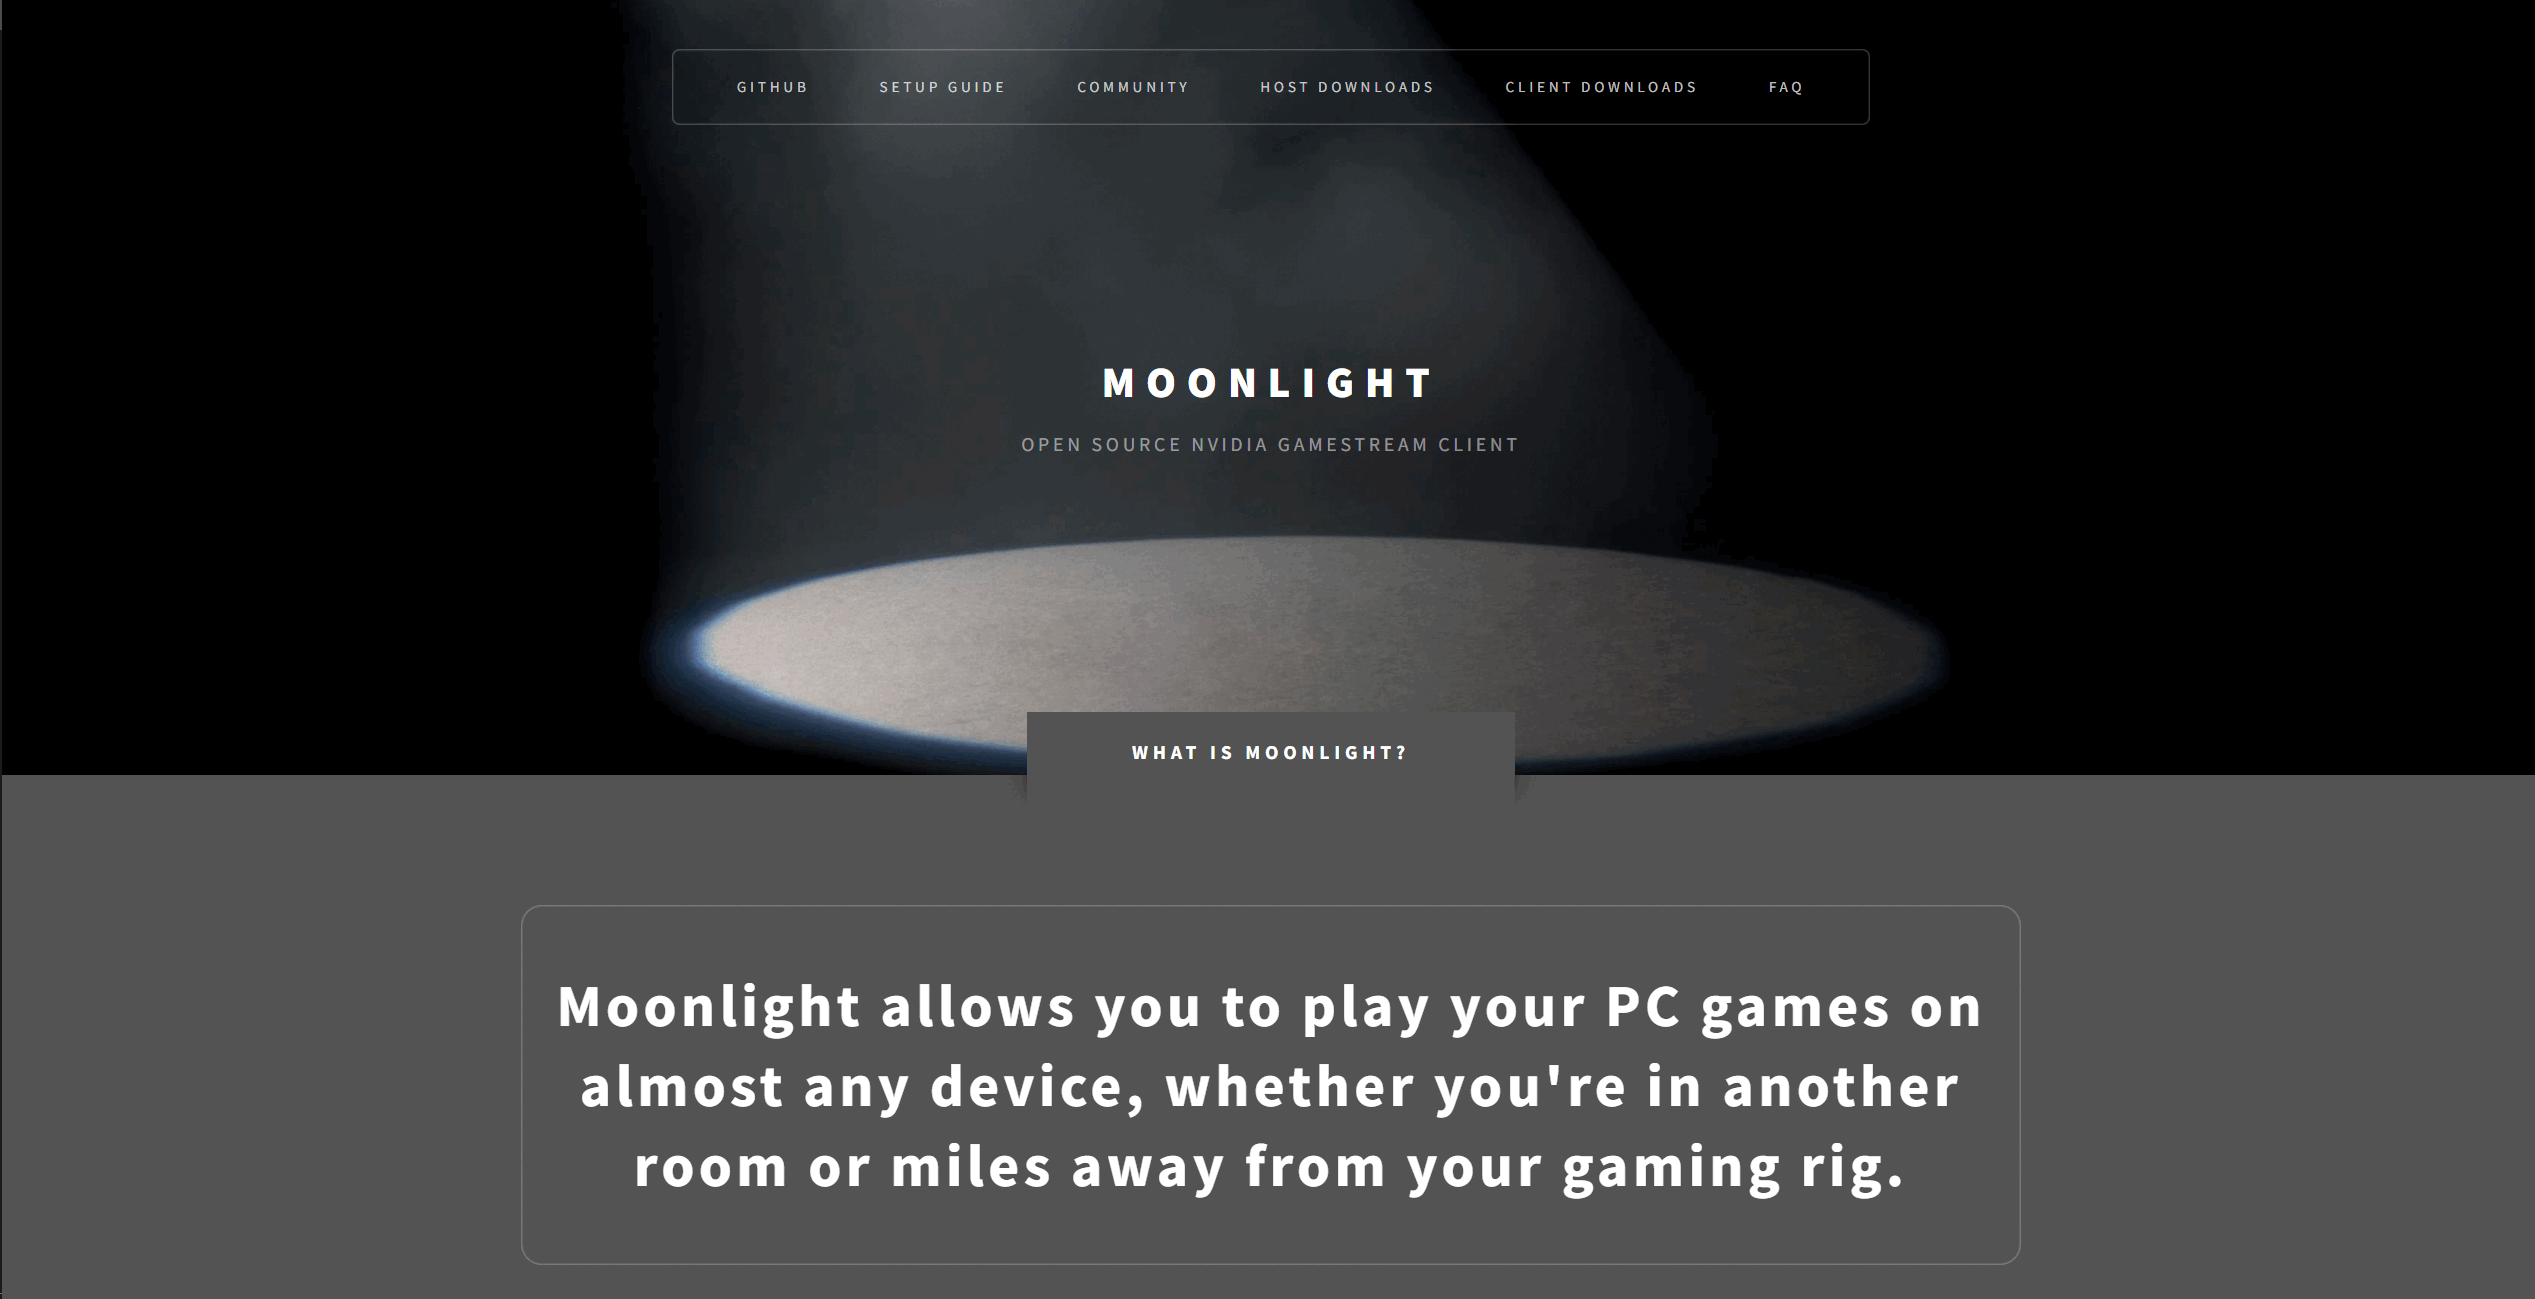 GITHUB SETUP GUIDE COMMUNITY HOST DOWNLOADS CLIENT DOWNLOADS FAQ
MOONLIGHT
OPEN SOURCE NVIDIA GAMESTREAM CLIENT
WHAT IS MOONLIGHT?
Moonlight allows you to play your PC games on
almost any device, whether you're in another
room or miles away from your gaming rig.